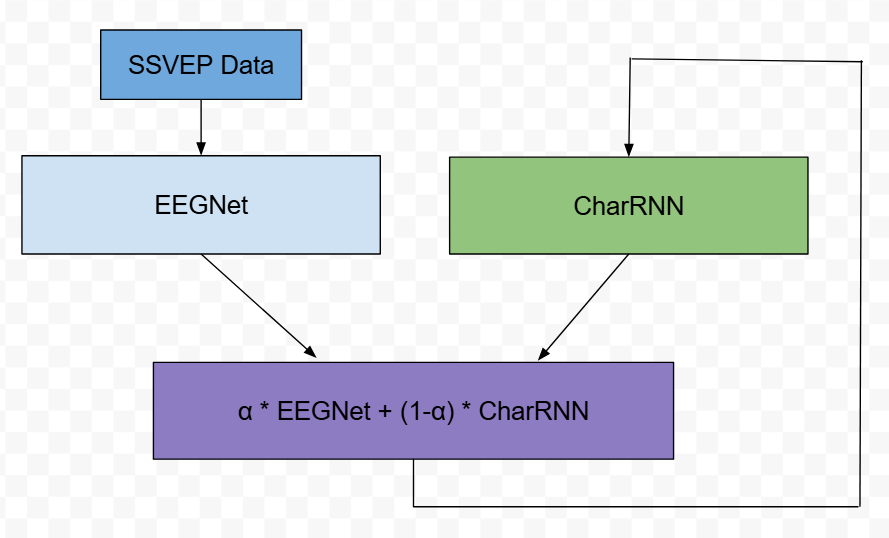 SSVEP Data
EEGNet
CharRNN
α * EEGNet + (1-α) * CharRNN